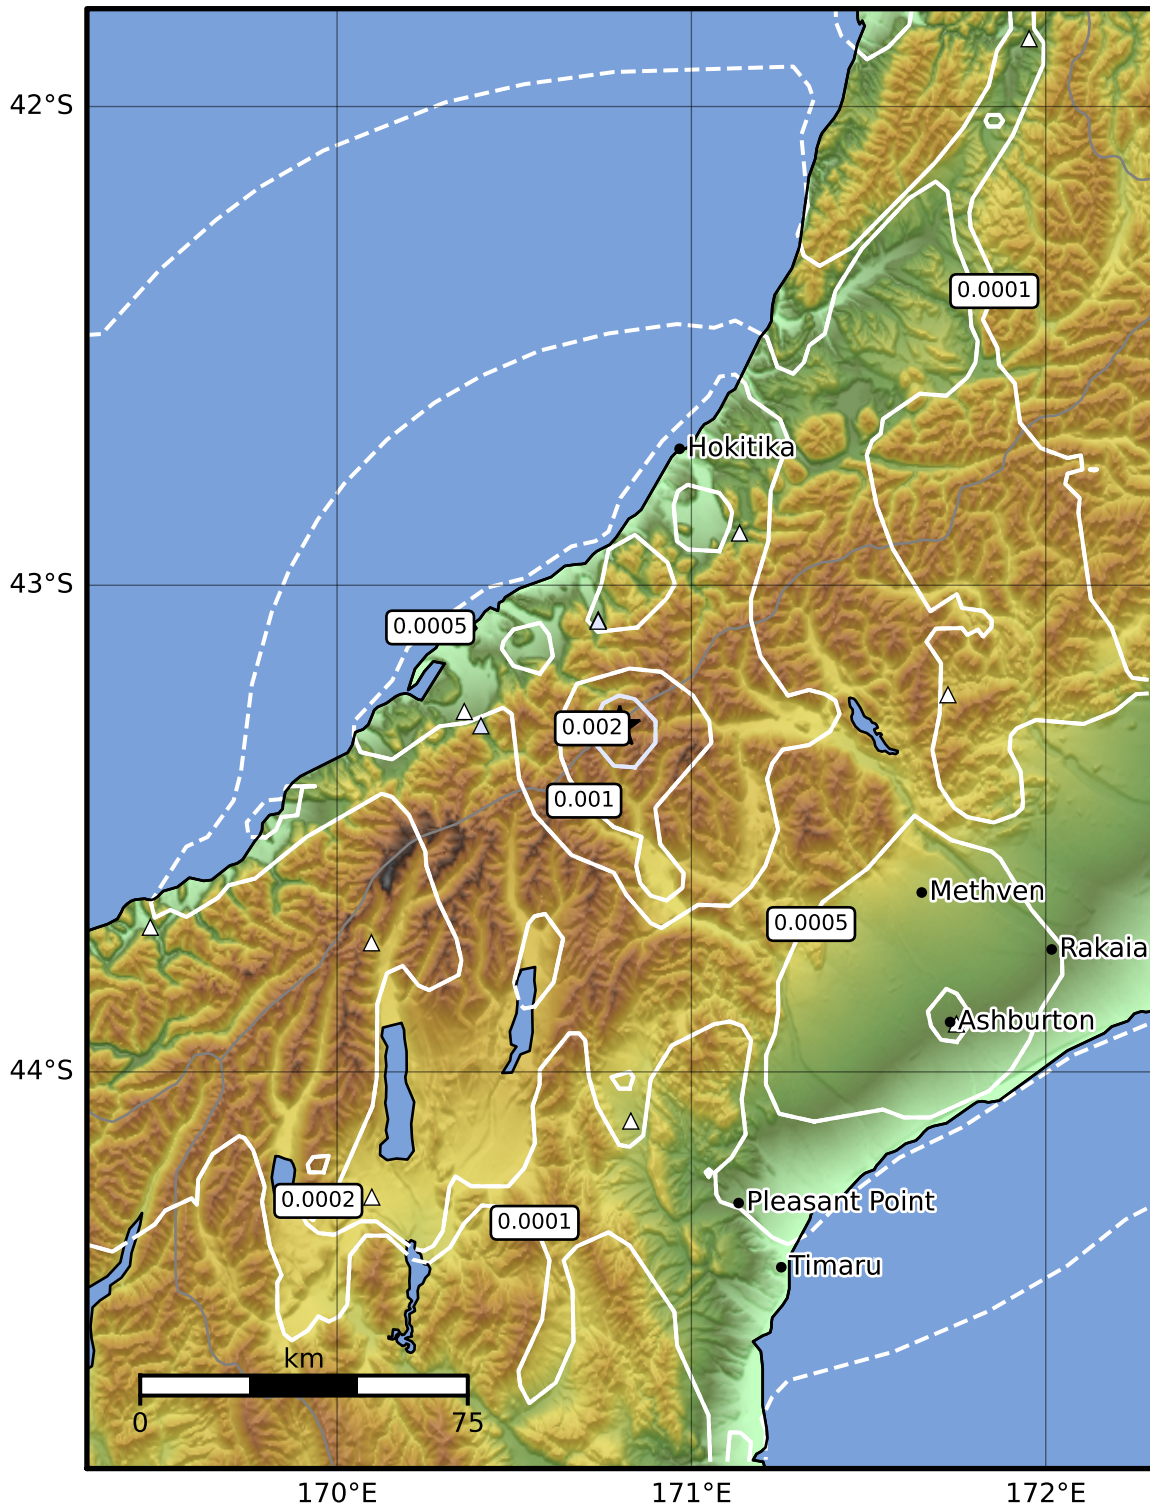 42°S
0.0001
Hokitika
43°S
0.0005
0.002
0.001
Methven
0.0005
Rakaia
Ashburton
44°S
0.0002
Pleasant Point
0.0001
Timaru
km
0 75
170°E 171°E 172°E